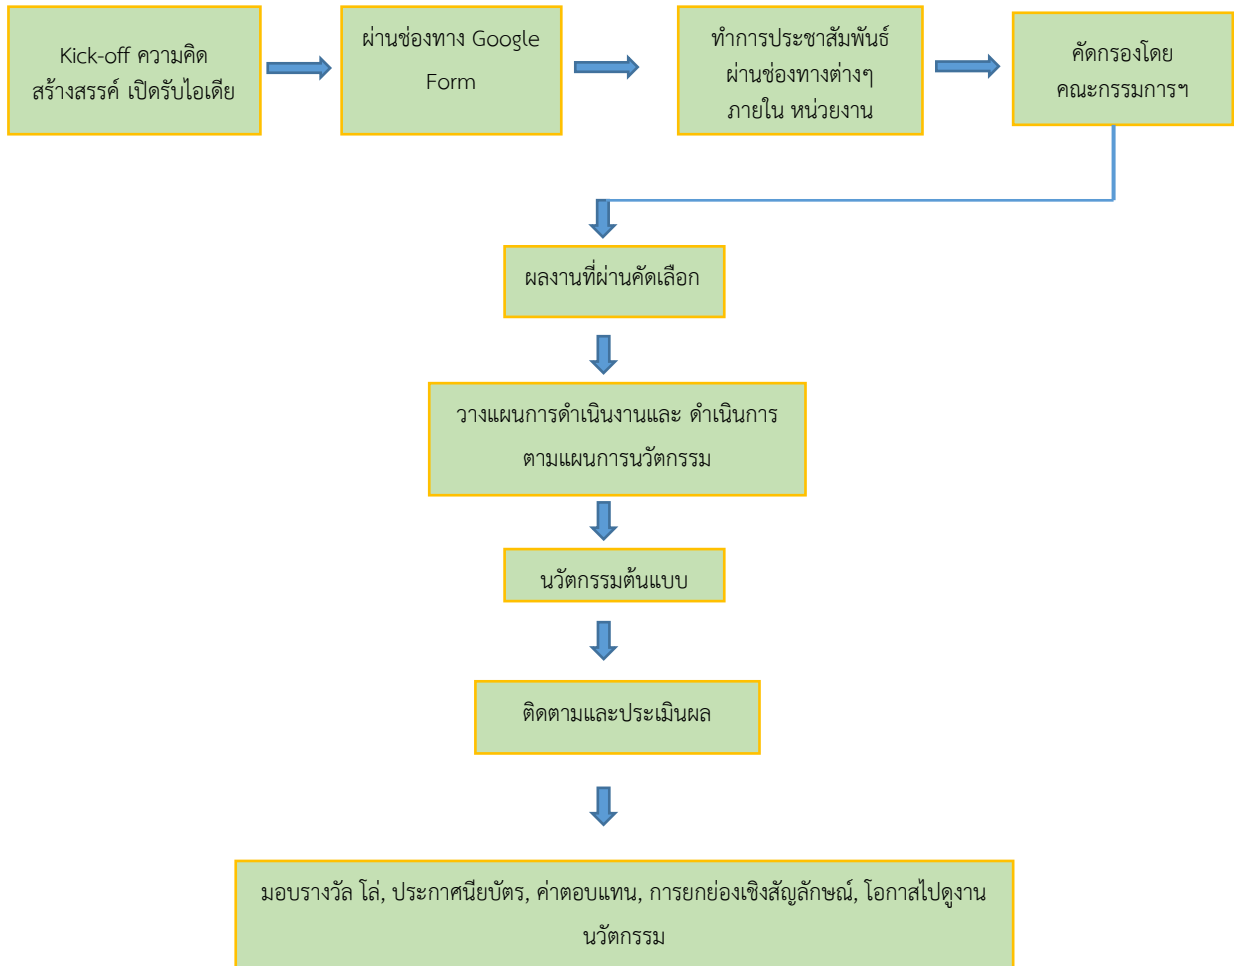 Kick-off ความคิด
สร้างสรรค์ เปิดรับไอเดีย
ผ่านช่องทาง Google
Form
ทำการประชาสัมพันธ์
ผ่านช่องทางต่างๆ
ภายใน หน่วยงาน
คัดกรองโดย
คณะกรรมการฯ
ผลงานที่ผ่านคัดเลือก
วางแผนการดำเนินงานและ ดำเนินการ
ตามแผนการนวัตกรรม
นวัตกรรมต้นแบบ
ติดตามและประเมินผล
มอบรางวัล โล่, ประกาศนียบัตร, ค่าตอบแทน, การยกย่องเชิงสัญลักษณ์, โอกาสไปดูงาน
นวัตกรรม